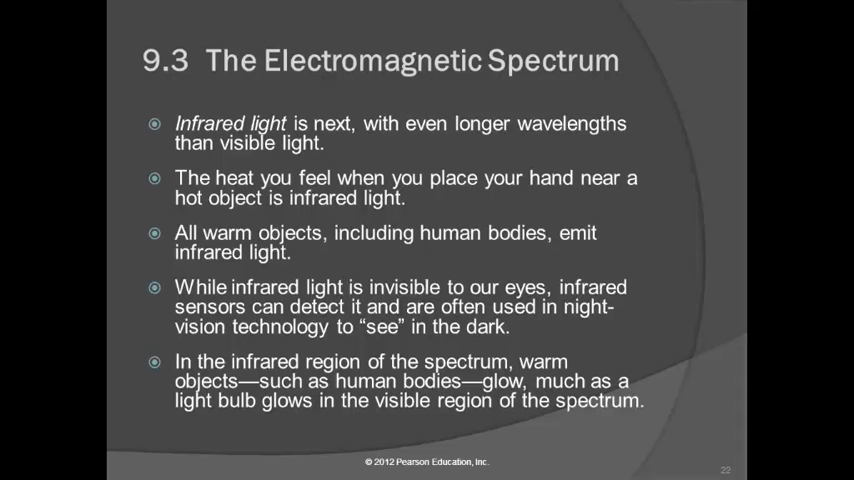 9.3 The Electromagnetic Spectrum
Infrared light is next, with even longer wavelengths
than visible light.
The heat you feel when you place your hand near a
hot object is infrared light.
All warm objects, including human bodies, emit
infrared light.
While infrared light is invisible to our eyes, infrared
sensors can detect it and are often used in night-
vision technology to “see” in the dark.
In the infrared region of the spectrum, warm
objects—such as human bodies—glow, much as a
light bulb glows in the visible region of the spectrum.
© 2012 Pearson Education, Inc.
22